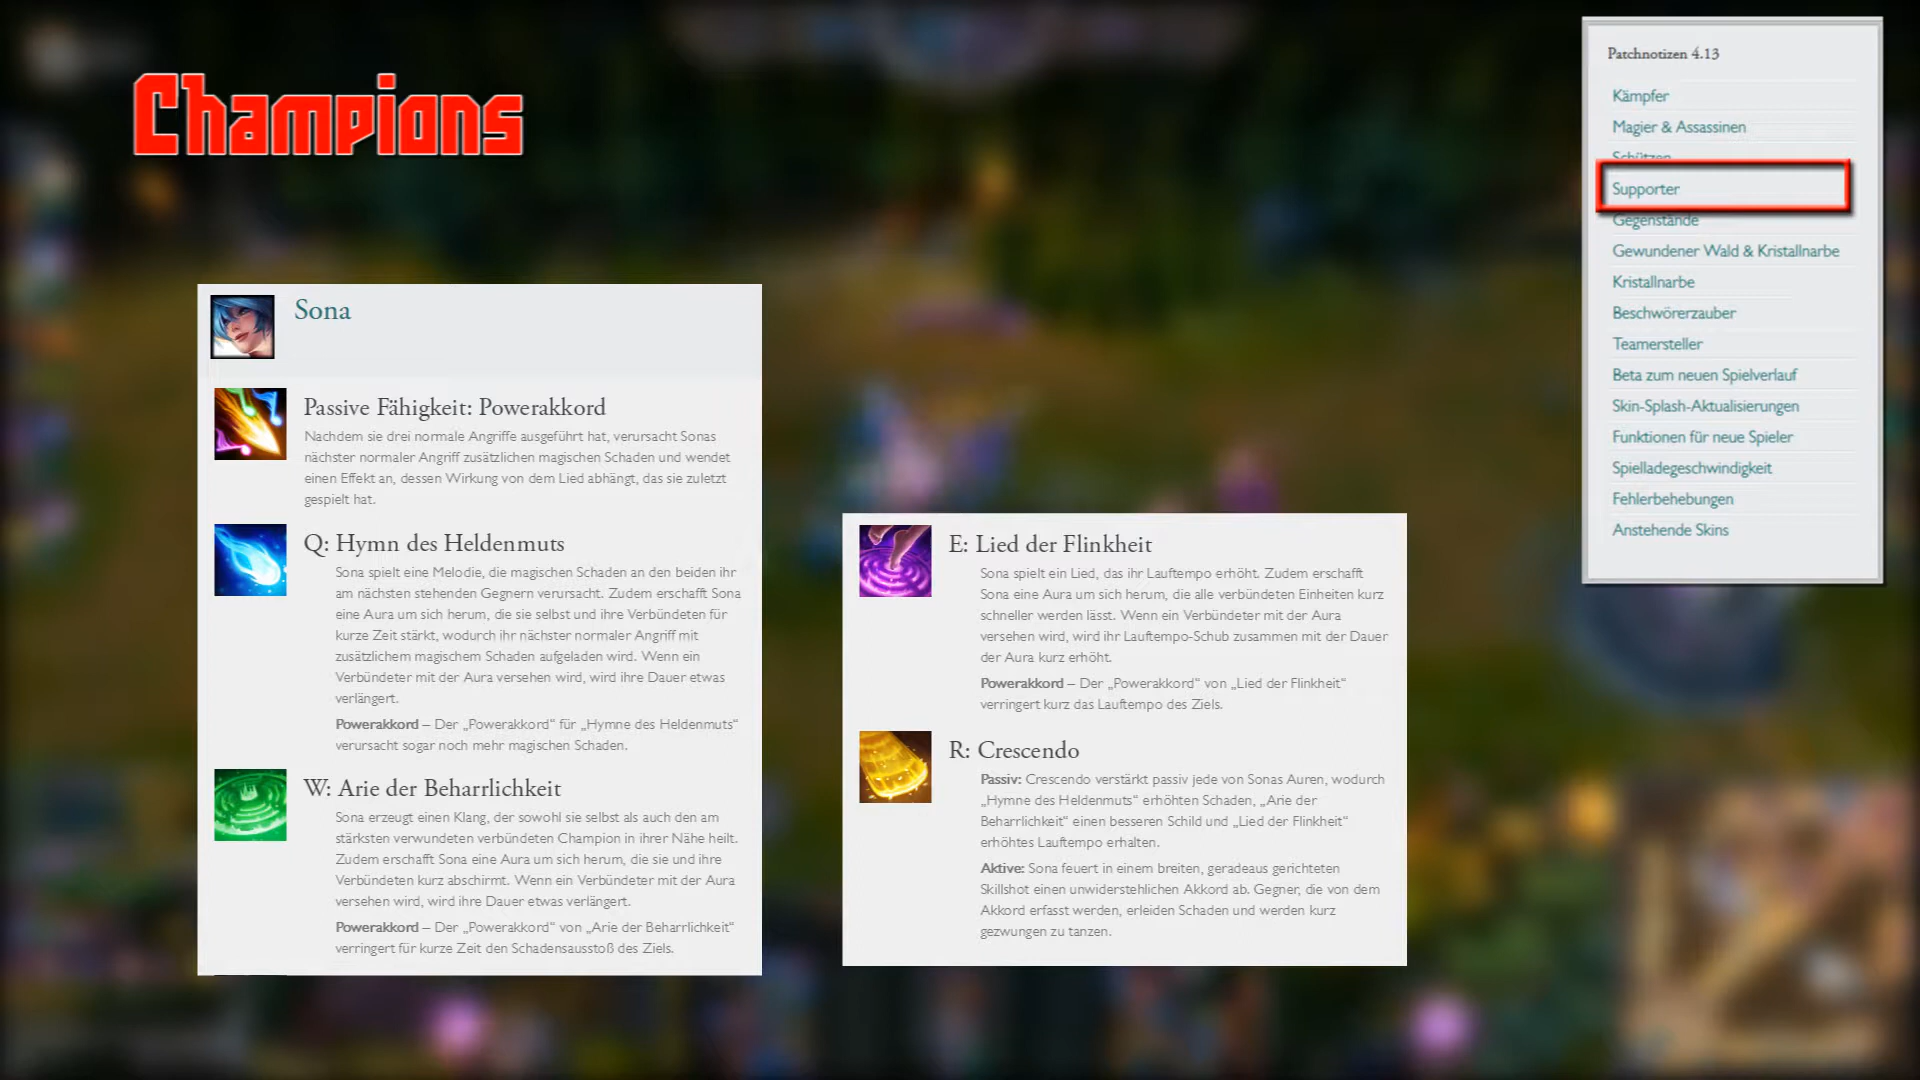 Champions
Sona
Passive Fähigkeit: Powerakkord
Nachdem sie drei normale Angriffe ausgeführt hat, verursacht Sonas
nächster normaler Angriff zusätzlichen magischen Schaden und wendet
einen Effekt an, dessen Wirkung von dem Lied abhängt, das sie zuletzt
gespielt hat.
Q: Hymn des Heldenmuts
Sona spielt eine Melodie, die magischen Schaden an den beiden ihr
am nächsten stehenden Gegnern verursacht. Zudem erschafft Sona
eine Aura um sich herum, die sie selbst und ihre Verbündeten für
kurze Zeit stärkt, wodurch ihr nächster normaler Angriff mit
zusätzlichem magischem Schaden aufgeladen wird. Wenn ein
Verbündeter mit der Aura versehen wird, wird ihre Dauer etwas
verlängert.
Powerakkord – Der „Powerakkord“ für „Hymne des Heldenmuts“
verursacht sogar noch mehr magischen Schaden.
W: Arie der Beharrlichkeit
Sona erzeugt einen Klang, der sowohl sie selbst als auch den am
stärksten verwundeten verbündeten Champion in ihrer Nähe heilt.
Zudem erschafft Sona eine Aura um sich herum, die sie und ihre
Verbündeten kurz abschirmt. Wenn ein Verbündeter mit der Aura
versehen wird, wird ihre Dauer etwas verlängert.
Powerakkord – Der „Powerakkord“ von „Arie der Beharrlichkeit“
verringert für kurze Zeit den Schadensausstoß des Ziels.
E: Lied der Flinkheit
Sona spielt ein Lied, das ihr Lauftempo erhöht. Zudem erschafft
Sona eine Aura um sich herum, die alle verbündeten Einheiten kurz
schneller werden lässt. Wenn ein Verbündeter mit der Aura
versehen wird, wird ihr Lauftempo-Schub zusammen mit der Dauer
der Aura kurz erhöht.
Powerakkord – Der „Powerakkord“ von „Lied der Flinkheit“
verringert kurz das Lauftempo des Ziels.
R: Crescendo
Passiv: Crescendo verstärkt passiv jede von Sonas Auren, wodurch
„Hymne des Heldenmuts“ erhöhten Schaden, „Arie der
Beharrlichkeit“ einen besseren Schild und „Lied der Flinkheit“
erhöhtes Lauftempo erhalten.
Aktive: Sona feuert in einem breiten, geradeaus gerichteten
Skillshot einen unwiderstehlichen Akkord ab. Gegner, die von dem
Akkord erfasst werden, erleiden Schaden und werden kurz
gezwungen zu tanzen.
Patchnotizen 4.13
Kämpfer
Magier & Assassinen
Schützen
Supporter
Gegenstände
Gewundener Wald & Kristallnarbe
Kristallnarbe
Beschwörerzauber
Teamersteller
Beta zum neuen Spielverlauf
Skin-Splash-Aktualisierungen
Funktionen für neue Spieler
Spielladegeschwindigkeit
Fehlerbehebungen
Anstehende Skins